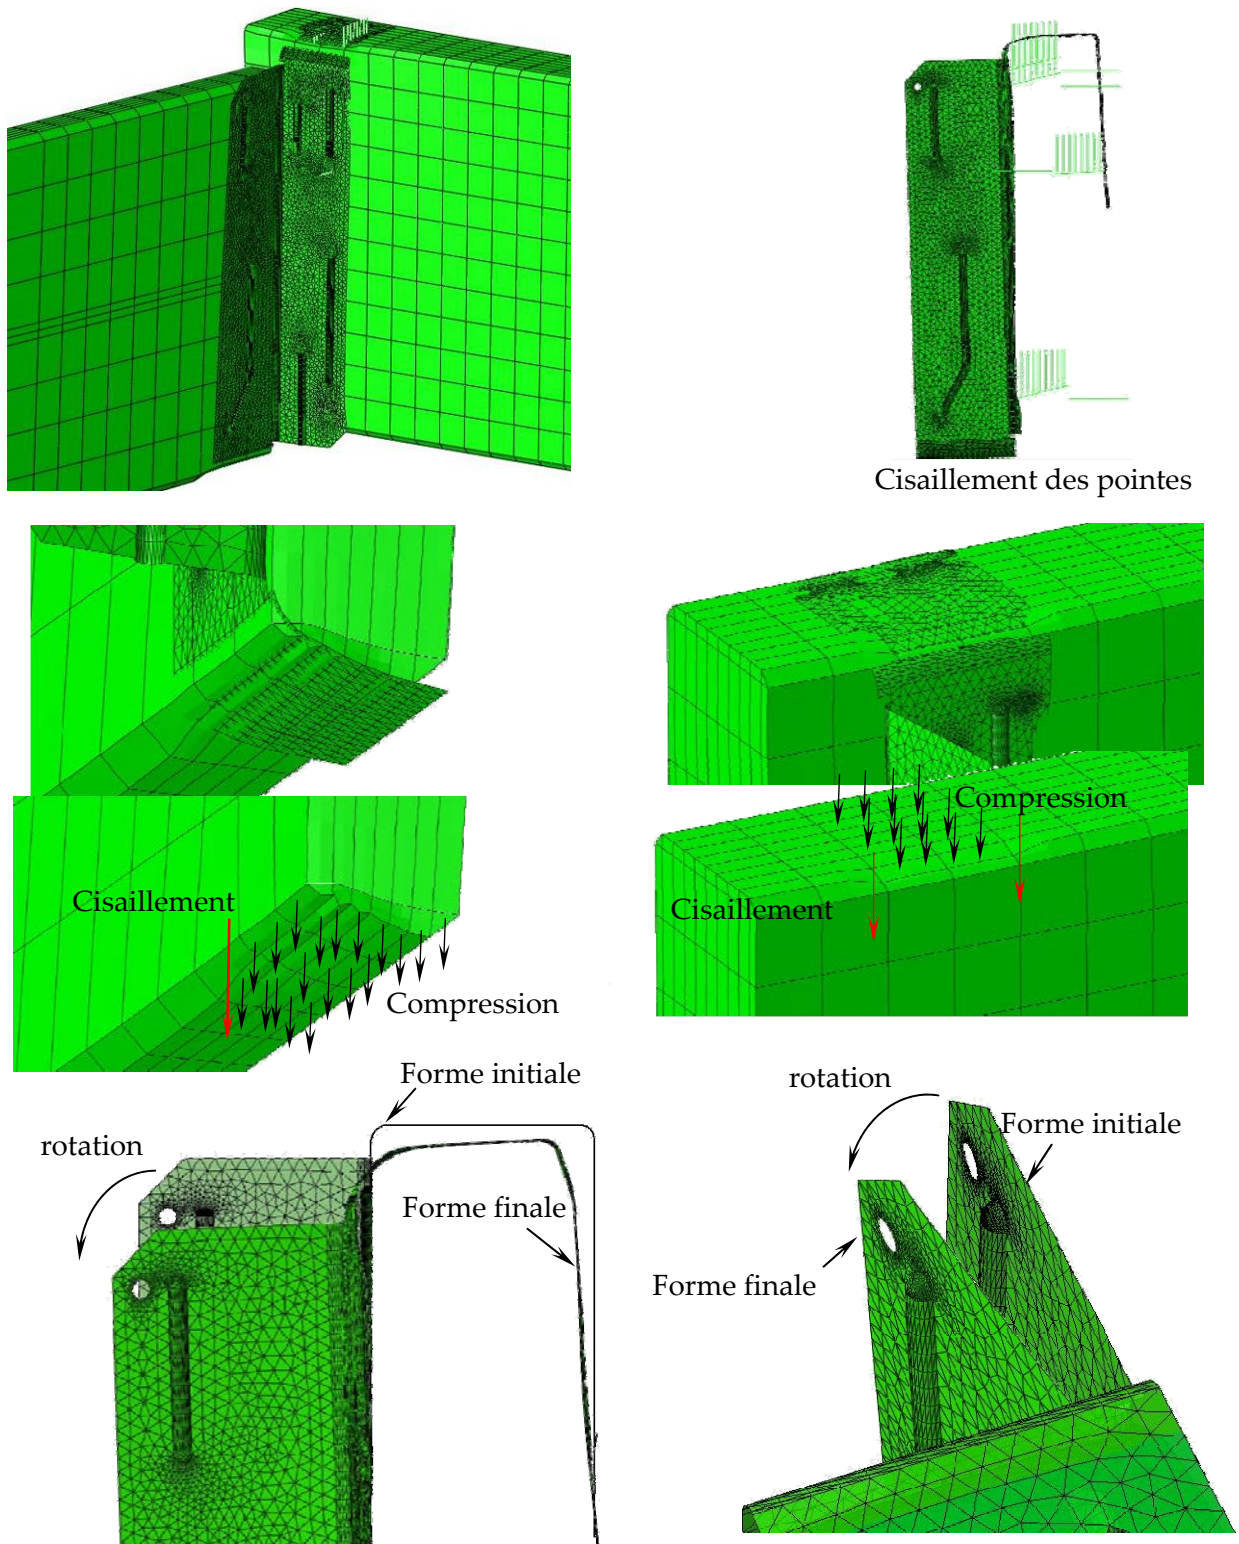 Cisaillement des pointes
Compression
Cisaillement
Cisaillement
Compression
Forme initiale
rotation
rotation
Forme initiale
Forme finale
Forme finale